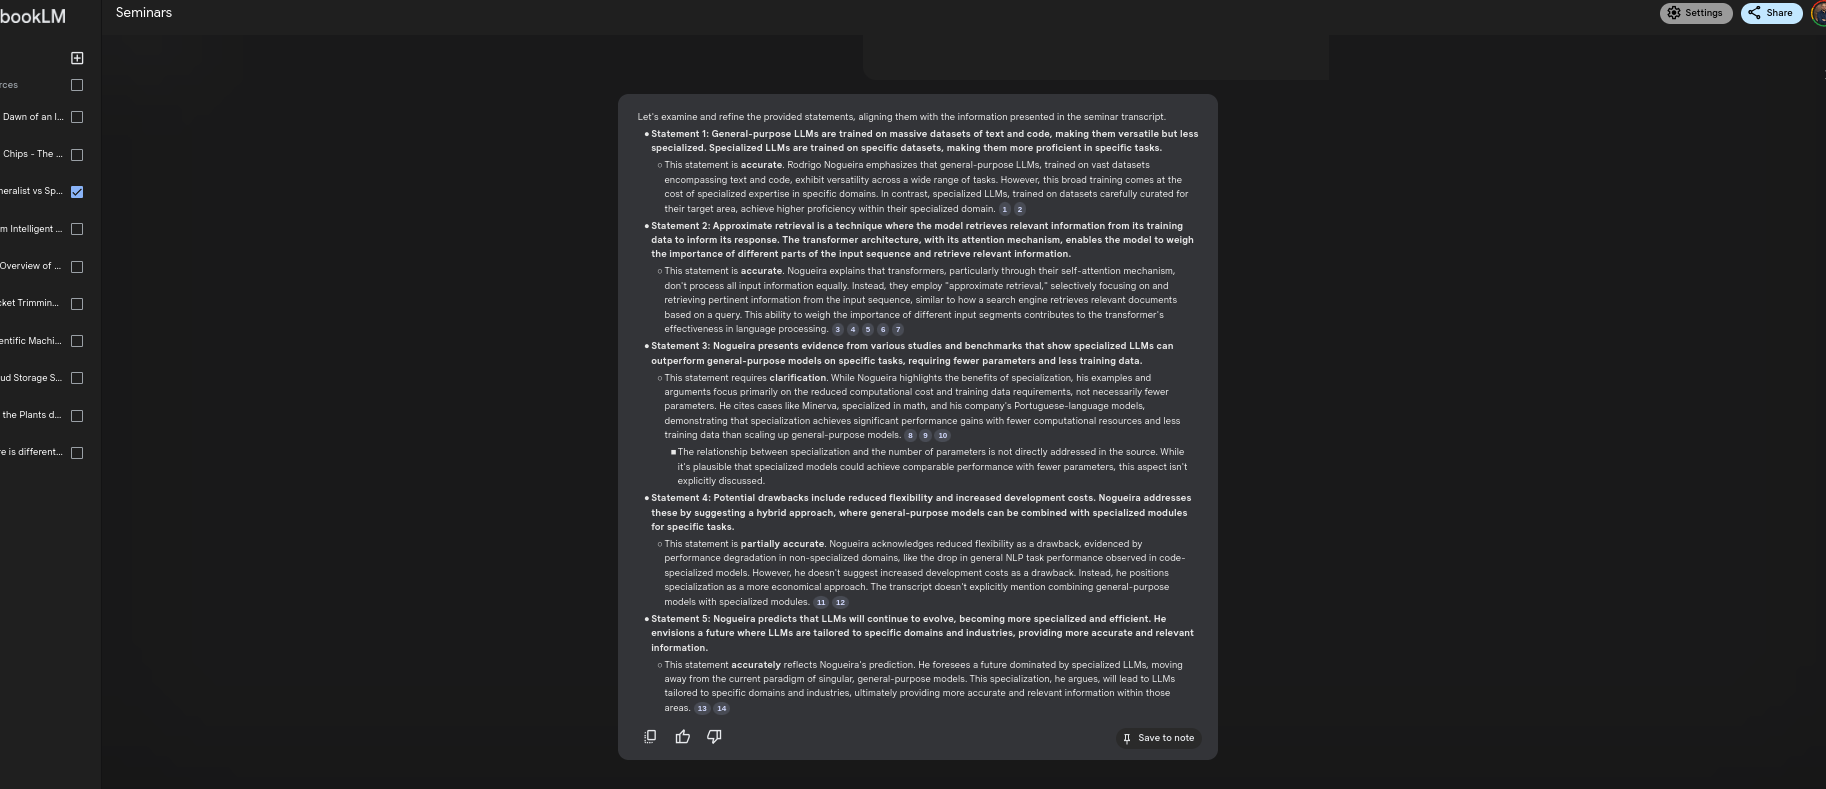 bookLM
Seminars
Settings
Share
rces
Dawn of an I...
Chips - The ...
neralist vs Sp...
m Intelligent ...
Overview of ...
cket Trimmin...
entific Machi...
ud Storage S...
the Plants d...
e is different...
Let's examine and refine the provided statements, aligning them with the information presented in the seminar transcript.
• Statement 1: General-purpose LLMs are trained on massive datasets of text and code, making them versatile but less
specialized. Specialized LLMs are trained on specific datasets, making them more proficient in specific tasks.
○ This statement is accurate. Rodrigo Nogueira emphasizes that general-purpose LLMs, trained on vast datasets
encompassing text and code, exhibit versatility across a wide range of tasks. However, this broad training comes at the
cost of specialized expertise in specific domains. In contrast, specialized LLMs, trained on datasets carefully curated for
their target area, achieve higher proficiency within their specialized domain. 1 2
• Statement 2: Approximate retrieval is a technique where the model retrieves relevant information from its training
data to inform its response. The transformer architecture, with its attention mechanism, enables the model to weigh
the importance of different parts of the input sequence and retrieve relevant information.
○ This statement is accurate. Nogueira explains that transformers, particularly through their self-attention mechanism,
don't process all input information equally. Instead, they employ "approximate retrieval," selectively focusing on and
retrieving pertinent information from the input sequence, similar to how a search engine retrieves relevant documents
based on a query. This ability to weigh the importance of different input segments contributes to the transformer's
effectiveness in language processing. 3 4 5 6 7
• Statement 3: Nogueira presents evidence from various studies and benchmarks that show specialized LLMs can
outperform general-purpose models on specific tasks, requiring fewer parameters and less training data.
○ This statement requires clarification. While Nogueira highlights the benefits of specialization, his examples and
arguments focus primarily on the reduced computational cost and training data requirements, not necessarily fewer
parameters. He cites cases like Minerva, specialized in math, and his company's Portuguese-language models,
demonstrating that specialization achieves significant performance gains with fewer computational resources and less
training data than scaling up general-purpose models. 8 9 10
■ The relationship between specialization and the number of parameters is not directly addressed in the source. While
it's plausible that specialized models could achieve comparable performance with fewer parameters, this aspect isn't
explicitly discussed.
• Statement 4: Potential drawbacks include reduced flexibility and increased development costs. Nogueira addresses
these by suggesting a hybrid approach, where general-purpose models can be combined with specialized modules
for specific tasks.
○ This statement is partially accurate. Nogueira acknowledges reduced flexibility as a drawback, evidenced by
performance degradation in non-specialized domains, like the drop in general NLP task performance observed in code-
specialized models. However, he doesn't suggest increased development costs as a drawback. Instead, he positions
specialization as a more economical approach. The transcript doesn't explicitly mention combining general-purpose
models with specialized modules. 11 12
• Statement 5: Nogueira predicts that LLMs will continue to evolve, becoming more specialized and efficient. He
envisions a future where LLMs are tailored to specific domains and industries, providing more accurate and relevant
information.
○ This statement accurately reflects Nogueira's prediction. He foresees a future dominated by specialized LLMs, moving
away from the current paradigm of singular, general-purpose models. This specialization, he argues, will lead to LLMs
tailored to specific domains and industries, ultimately providing more accurate and relevant information within those
areas. 13 14
Save to note